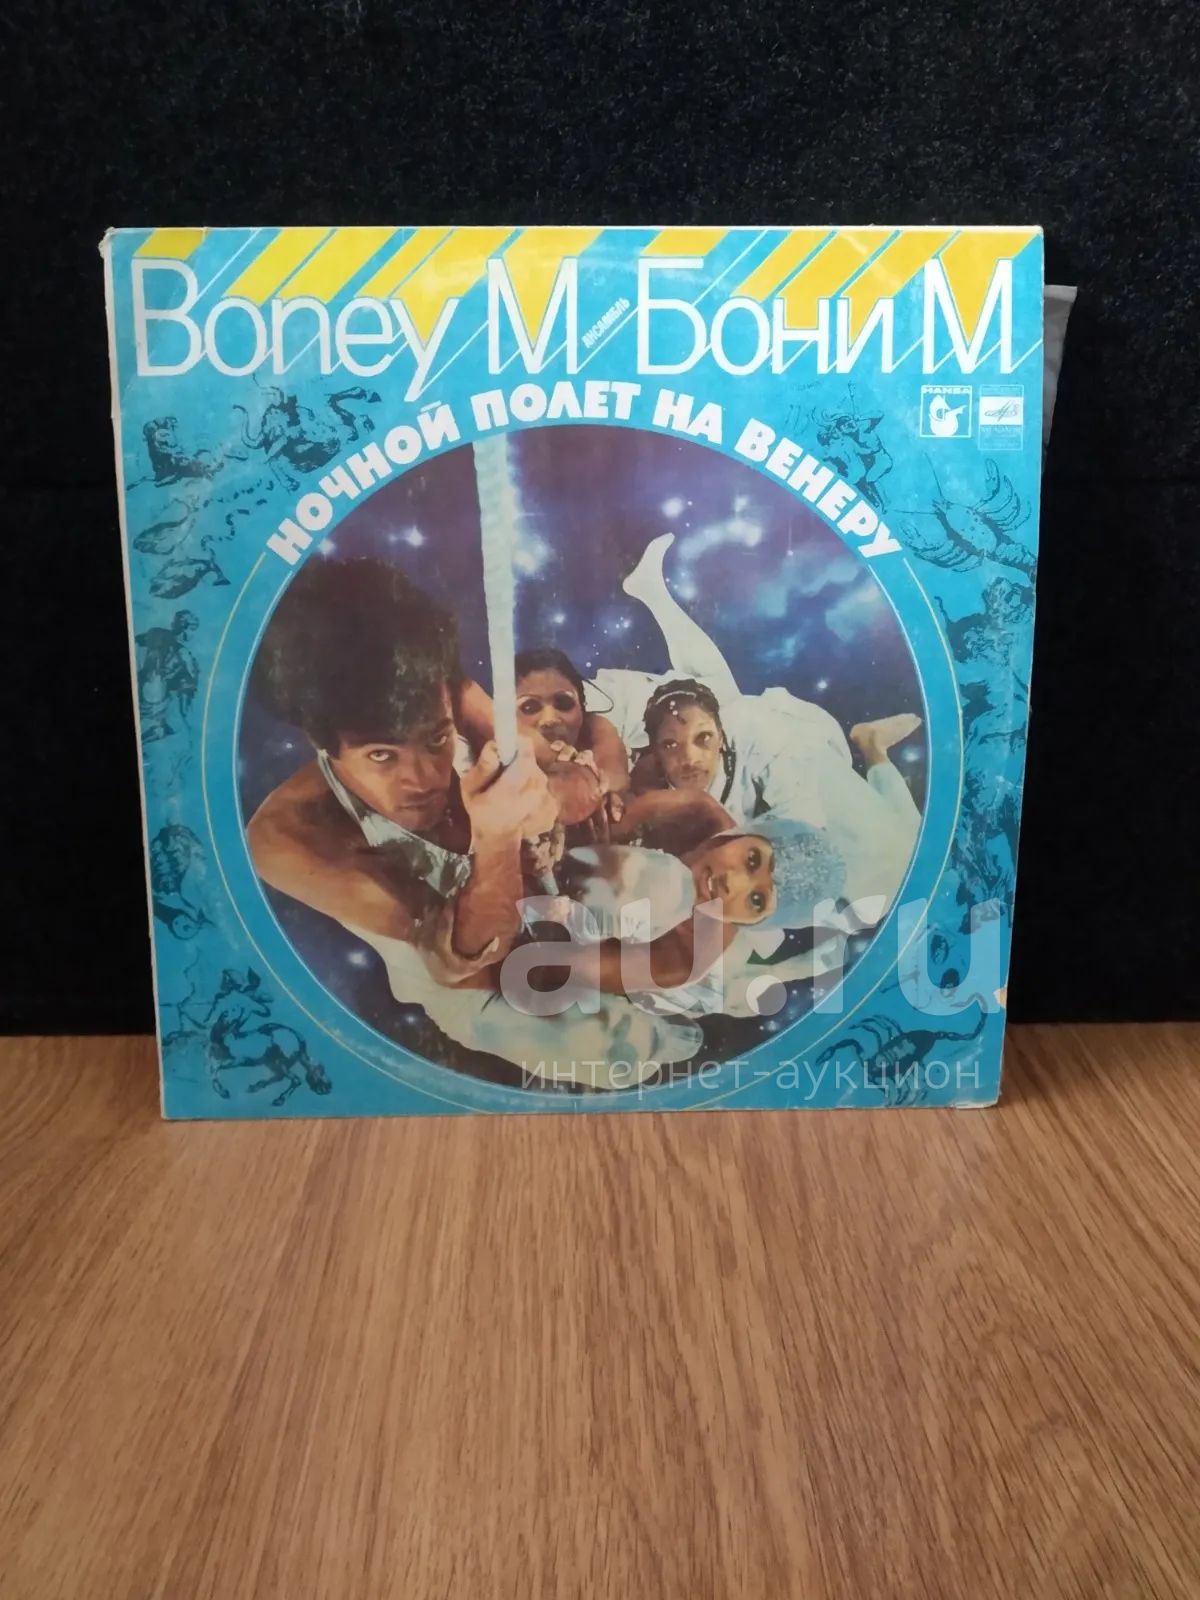 Boney M АНСАМБЛЬ Бони М
НОЧНОЙ ПОЛЕТ НА ВЕНЕРУ
HANSA
au.ru
интернет-аукцион